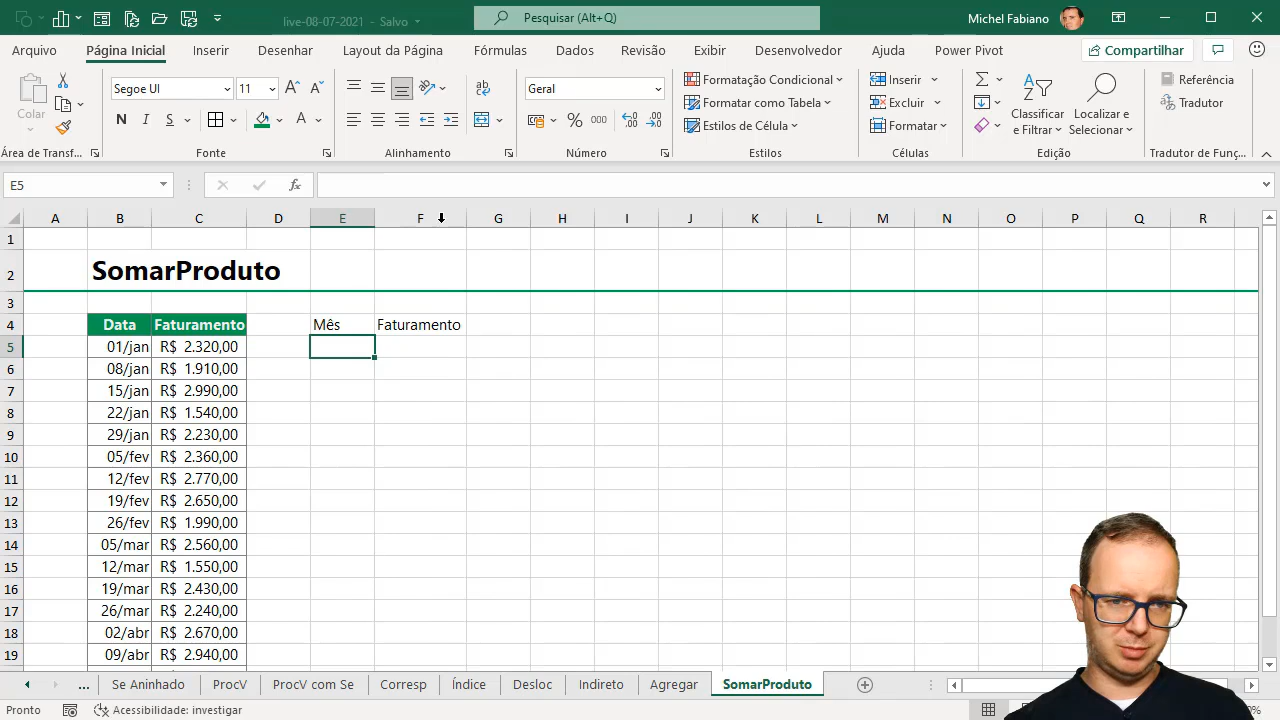 live-08-07-2021 - Salvo
Pesquisar (Alt+Q)
Michel Fabiano
Arquivo Página Inicial Inserir Desenhar Layout da Página Fórmulas Dados Revisão Exibir Desenvolvedor Ajuda Power Pivot Compartilhar
Colar
Segoe UI 11
N I S A
ab
Geral
% 000
Formatação Condicional
Formatar como Tabela
Estilos de Célula
Inserir
Excluir
Formatar
Classificar
e Filtrar
Localizar e
Selecionar
Referência
Tradutor
Área de Transf... Fonte Alinhamento Número Estilos Células Edição Tradutor de Funç...
E5 fx
A B C D E F G H I J K L M N O P Q R
1
2 SomarProduto
3
4 Data Faturamento Mês Faturamento
5 01/jan R$ 2.320,00
6 08/jan R$ 1.910,00
7 15/jan R$ 2.990,00
8 22/jan R$ 1.540,00
9 29/jan R$ 2.230,00
10 05/fev R$ 2.360,00
11 12/fev R$ 2.770,00
12 19/fev R$ 2.650,00
13 26/fev R$ 1.990,00
14 05/mar R$ 2.560,00
15 12/mar R$ 1.550,00
16 19/mar R$ 2.430,00
17 26/mar R$ 2.240,00
18 02/abr R$ 2.670,00
19 09/abr R$ 2.940,00
... Se Aninhado ProcV ProcV com Se Corresp Índice Desloc Indireto Agregar SomarProduto
Pronto Acessibilidade: investigar